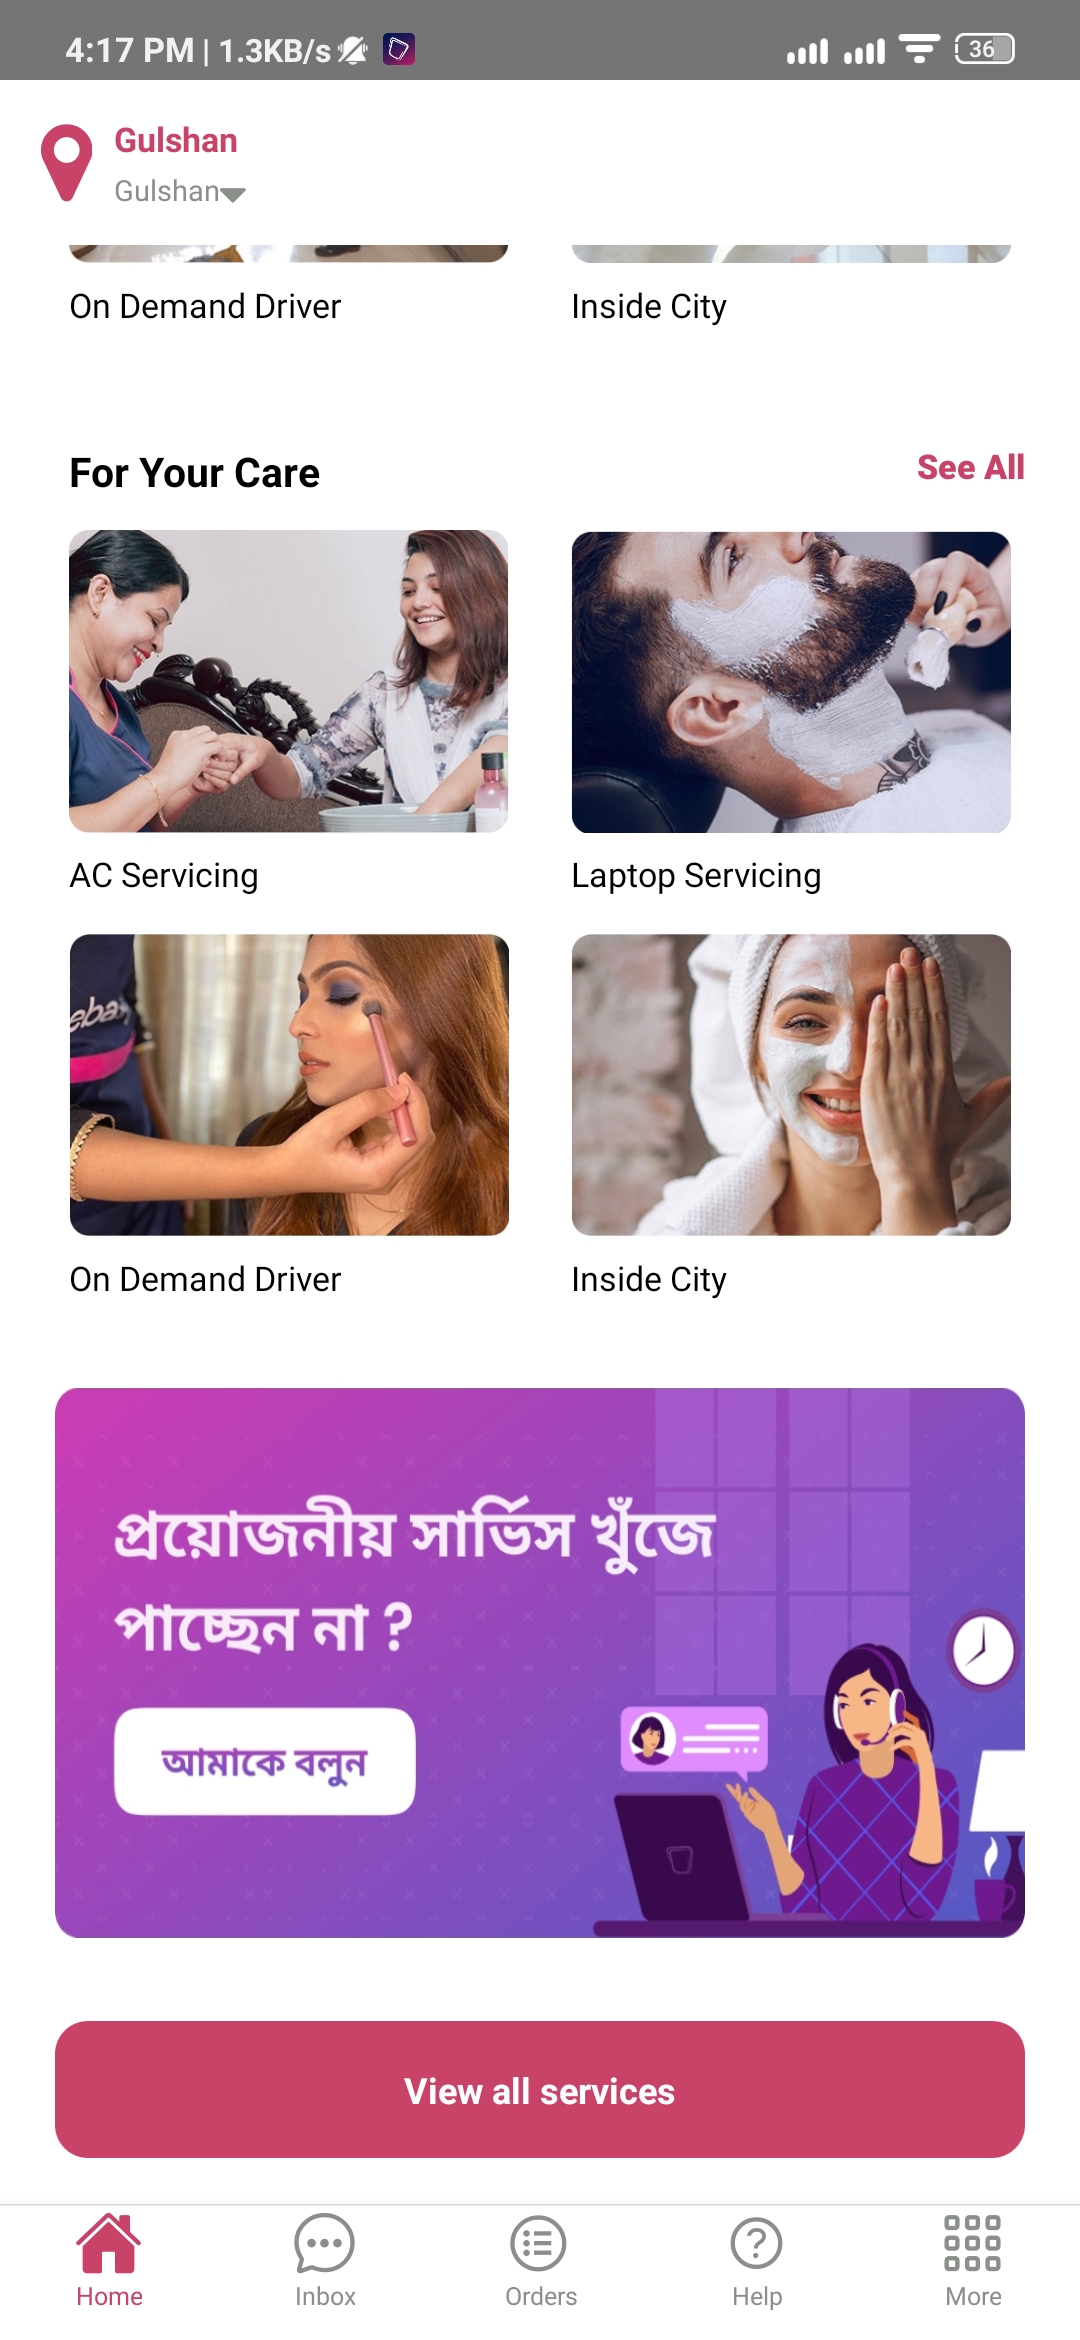 4:17 PM | 1.3KB/s
36
Gulshan
Gulshan
On Demand Driver
Inside City
For Your Care
See All
AC Servicing
Laptop Servicing
eba
On Demand Driver
Inside City
প্রয়োজনীয় সার্ভিস খুঁজে
পাচ্ছেন না ?
আমাকে বলুন
View all services
Home
Inbox
Orders
Help
More